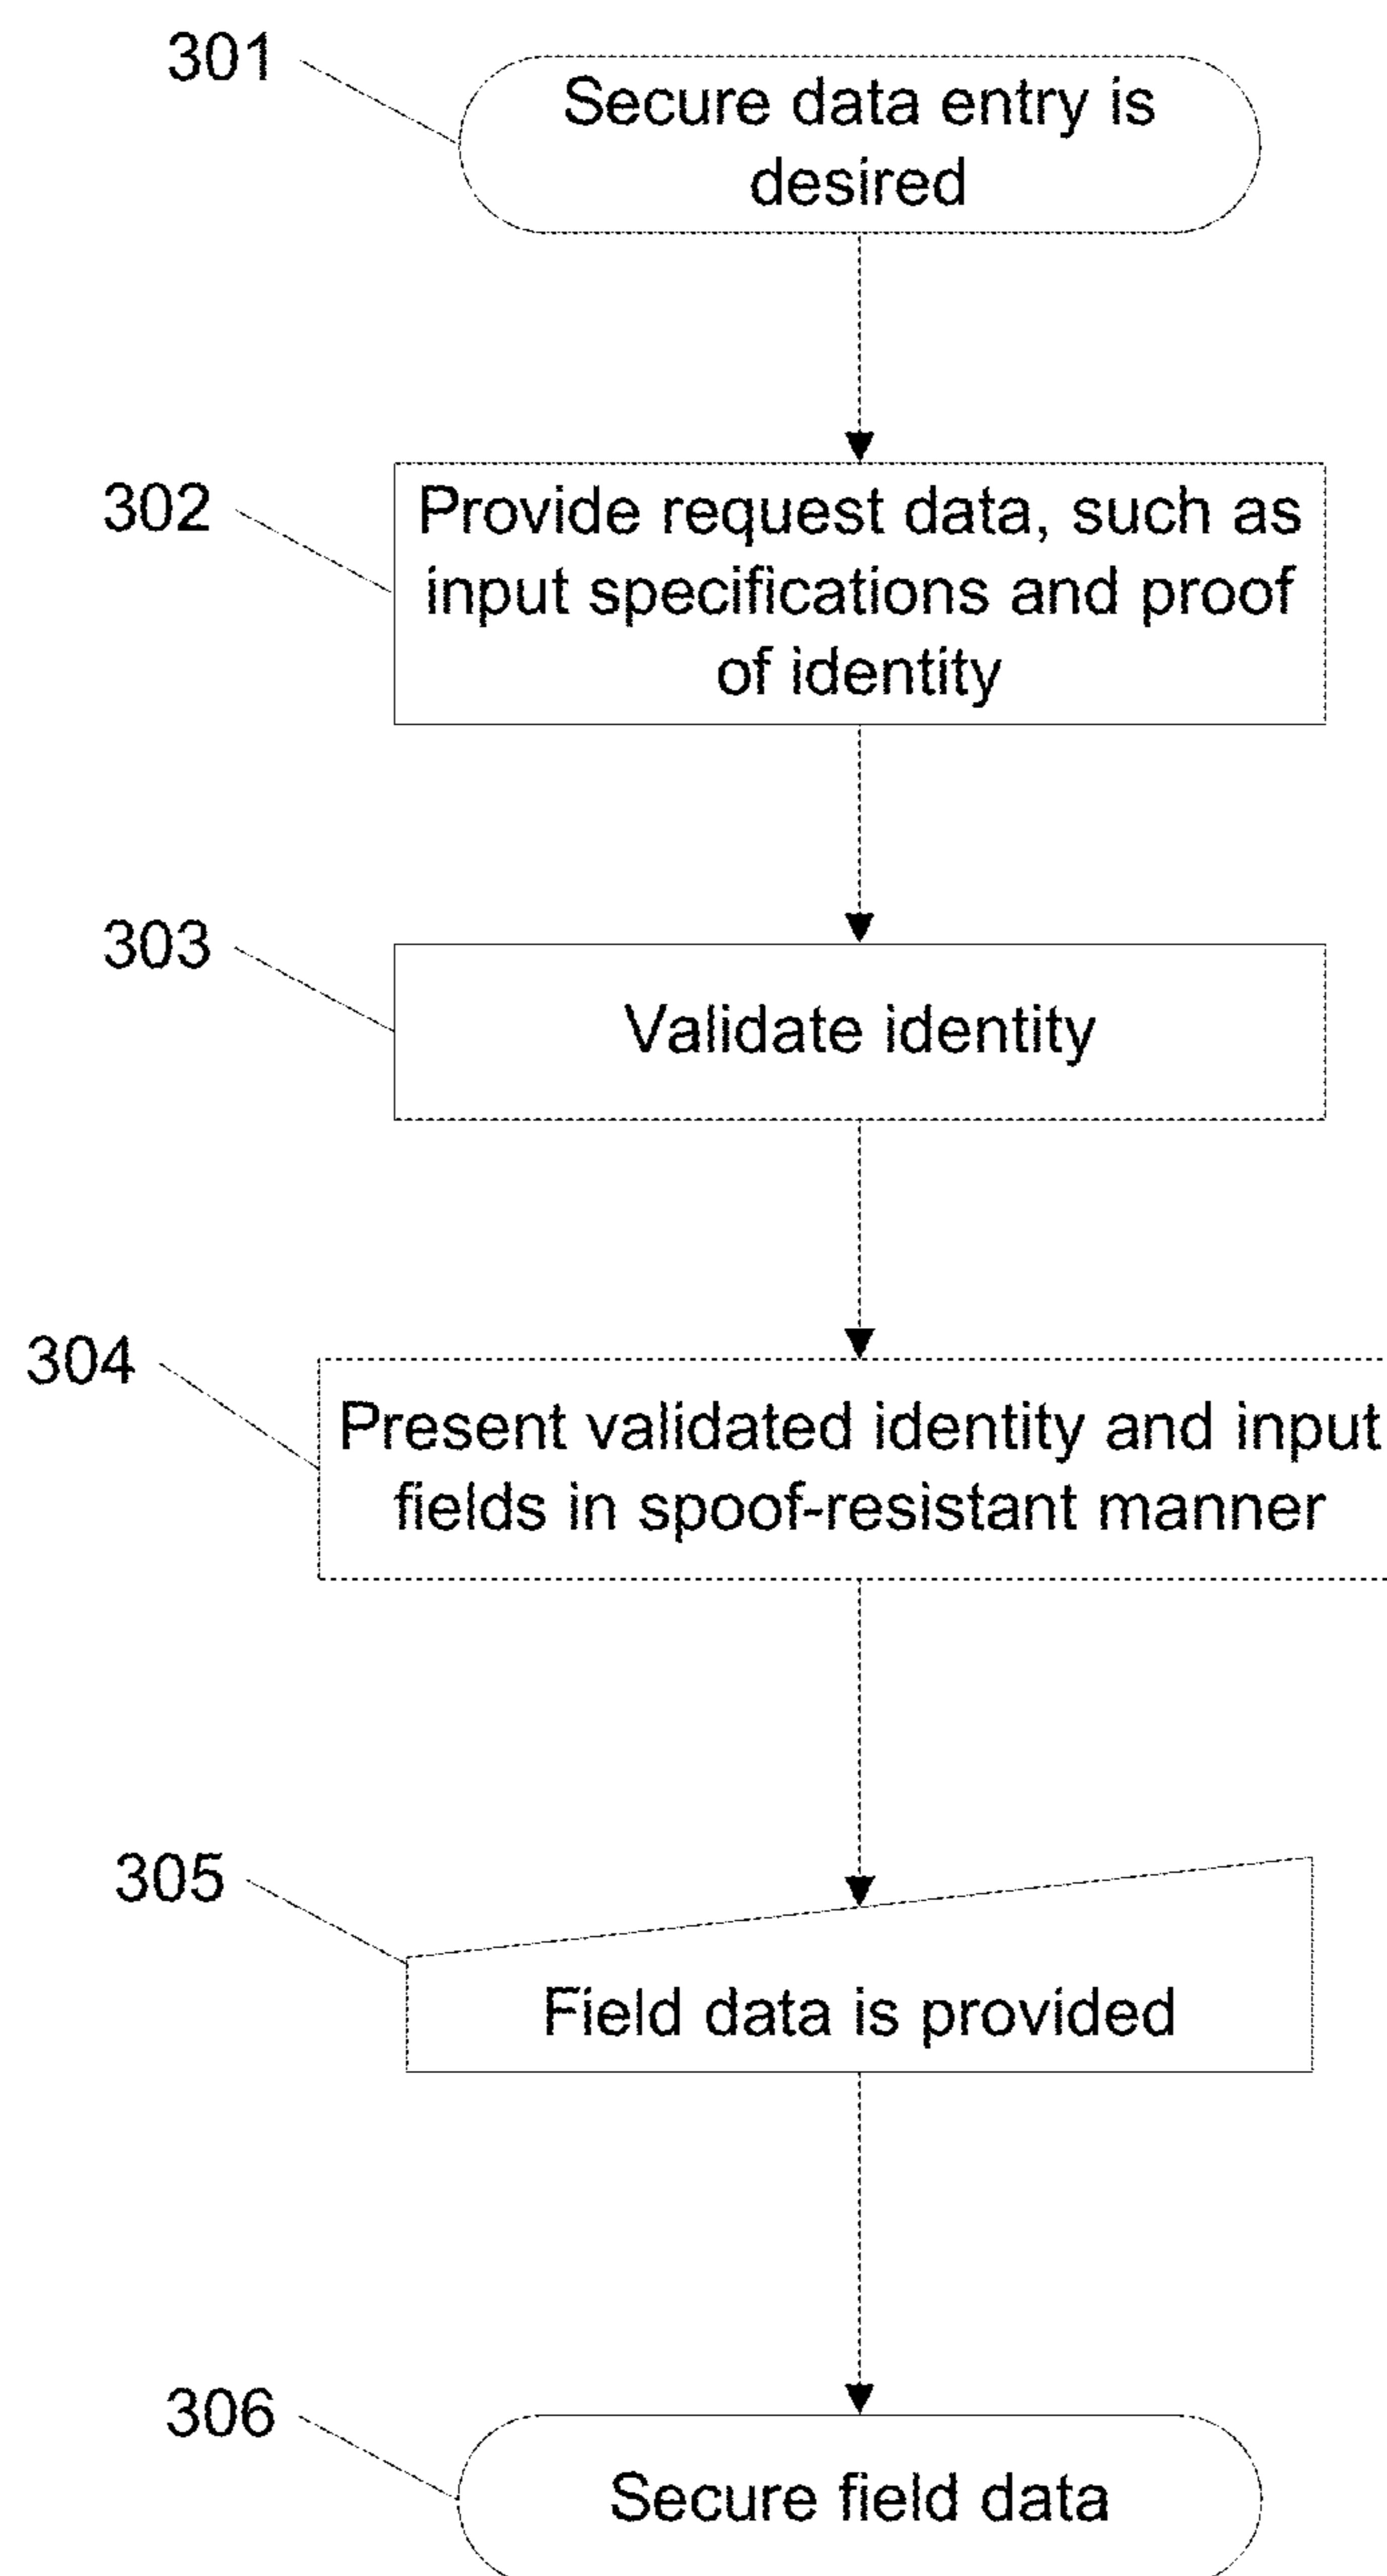 301
Secure data entry is
desired
302
Provide request data, such as
input specifications and proof
of identity
303
Validate identity
304
Present validated identity and input
fields in spoof-resistant manner
305
Field data is provided
306
Secure field data